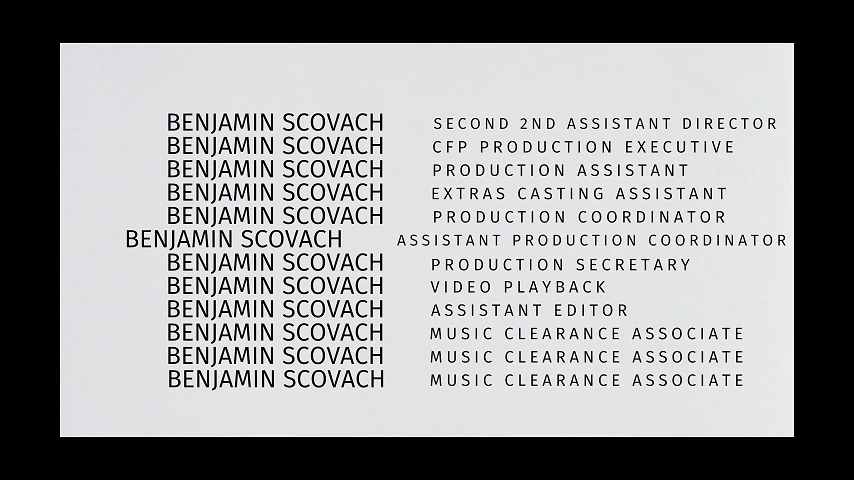 BENJAMIN SCOVACH SECOND 2ND ASSISTANT DIRECTOR
BENJAMIN SCOVACH CFP PRODUCTION EXECUTIVE
BENJAMIN SCOVACH PRODUCTION ASSISTANT
BENJAMIN SCOVACH EXTRAS CASTING ASSISTANT
BENJAMIN SCOVACH PRODUCTION COORDINATOR
BENJAMIN SCOVACH ASSISTANT PRODUCTION COORDINATOR
BENJAMIN SCOVACH PRODUCTION SECRETARY
BENJAMIN SCOVACH VIDEO PLAYBACK
BENJAMIN SCOVACH ASSISTANT EDITOR
BENJAMIN SCOVACH MUSIC CLEARANCE ASSOCIATE
BENJAMIN SCOVACH MUSIC CLEARANCE ASSOCIATE
BENJAMIN SCOVACH MUSIC CLEARANCE ASSOCIATE